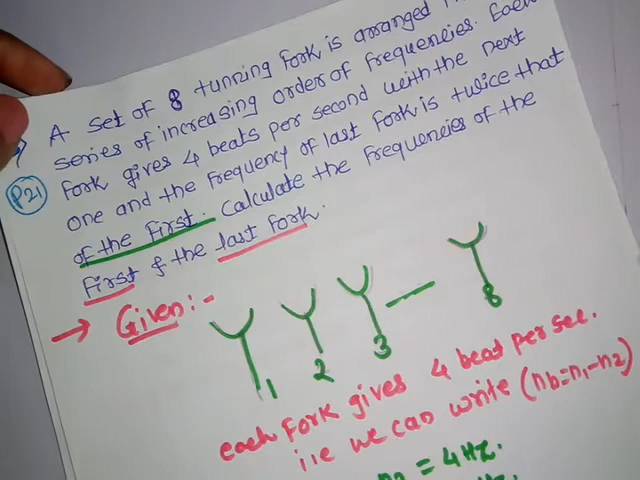 A set of 8 tunning fork is arranged
series of increasing order of frequencies. Each
P21 fork gives 4 beats per second with the next
one and the frequency of last fork is twice that
of the first. Calculate the frequencies of the
first & the last fork.
→ Given:-
1 2 3 — 8
each fork gives 4 beat per sec.
i.e we can write (nb=n1-n2)
= 4Hz.